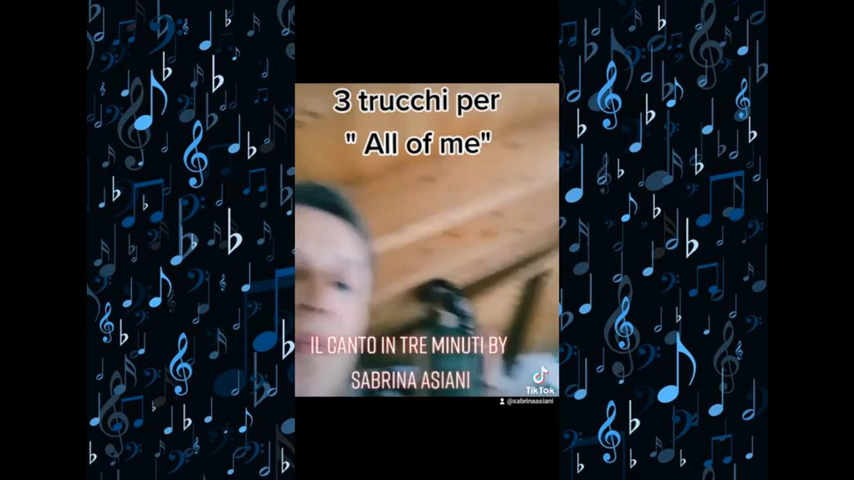 3 trucchi per
" All of me"
IL CANTO IN TRE MINUTI BY
SABRINA ASIANI
TikTok
@sabrinaasiani